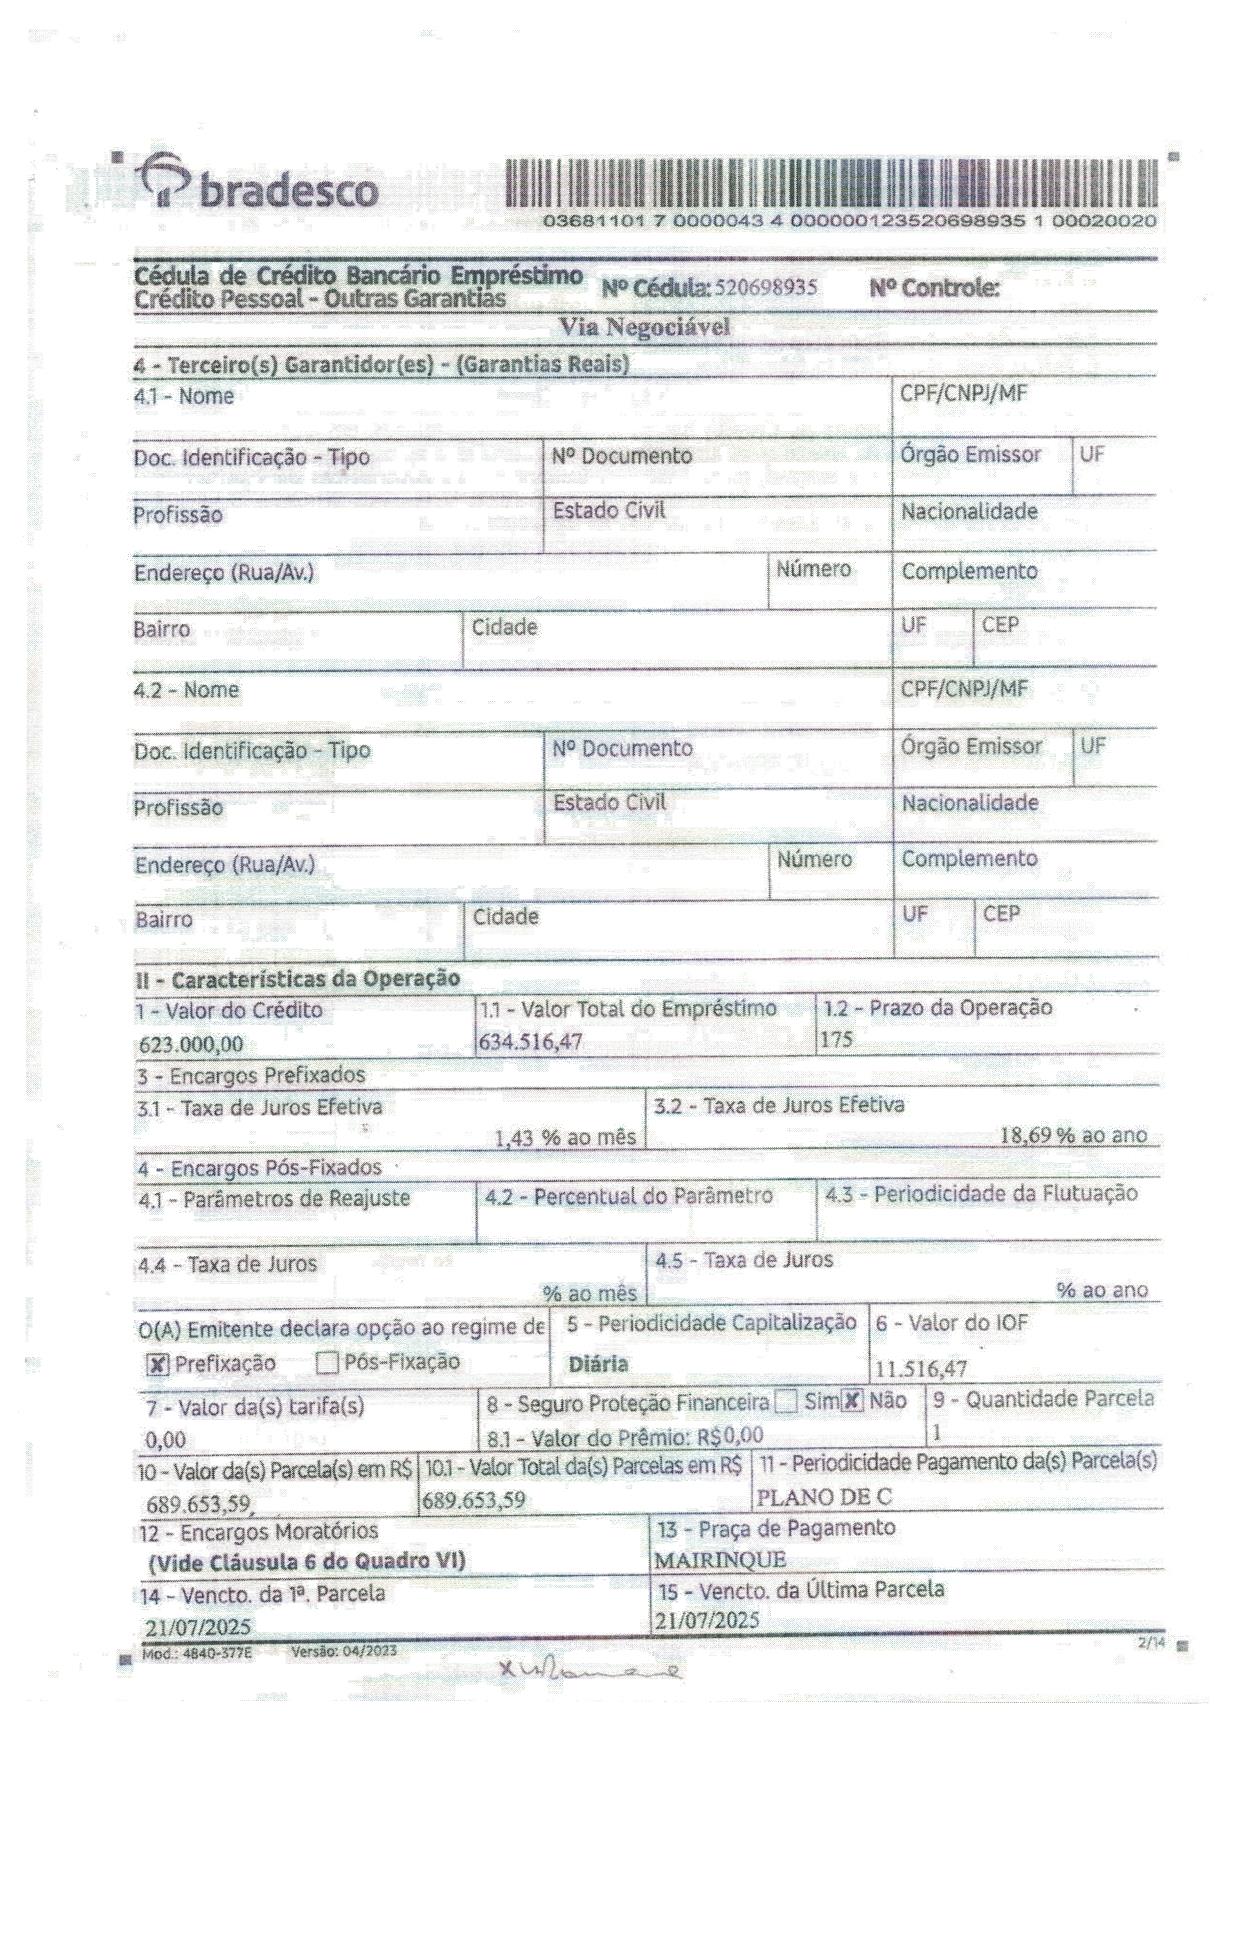 bradesco
03681101 7 0000043 4 000000123520698935 1 00020020
Cédula de Crédito Bancário Empréstimo
Crédito Pessoal - Outras Garantias
Nº Cédula: 520698935
Nº Controle:
Via Negociável
4 - Terceiro(s) Garantidor(es) - (Garantias Reais)
4.1 - Nome
CPF/CNPJ/MF
Doc. Identificação - Tipo
Nº Documento
Órgão Emissor
UF
Profissão
Estado Civil
Nacionalidade
Endereço (Rua/Av.)
Número
Complemento
Bairro
Cidade
UF
CEP
4.2 - Nome
CPF/CNPJ/MF
Doc. Identificação - Tipo
Nº Documento
Órgão Emissor
UF
Profissão
Estado Civil
Nacionalidade
Endereço (Rua/Av.)
Número
Complemento
Bairro
Cidade
UF
CEP
II - Características da Operação
1 - Valor do Crédito
623.000,00
1.1 - Valor Total do Empréstimo
634.516,47
1.2 - Prazo da Operação
175
3 - Encargos Prefixados
3.1 - Taxa de Juros Efetiva
1,43 % ao mês
3.2 - Taxa de Juros Efetiva
18,69 % ao ano
4 - Encargos Pós-Fixados
4.1 - Parâmetros de Reajuste
4.2 - Percentual do Parâmetro
4.3 - Periodicidade da Flutuação
4.4 - Taxa de Juros
% ao mês
4.5 - Taxa de Juros
% ao ano
O(A) Emitente declara opção ao regime de
X Prefixação
Pós-Fixação
5 - Periodicidade Capitalização
Diária
6 - Valor do IOF
11.516,47
7 - Valor da(s) tarifa(s)
0,00
8 - Seguro Proteção Financeira Sim X Não
8.1 - Valor do Prêmio: R$0,00
9 - Quantidade Parcela
1
10 - Valor da(s) Parcela(s) em R$
689.653,59
10.1 - Valor Total da(s) Parcelas em R$
689.653,59
11 - Periodicidade Pagamento da(s) Parcela(s)
PLANO DE C
12 - Encargos Moratórios
(Vide Cláusula 6 do Quadro VI)
13 - Praça de Pagamento
MAIRINQUE
14 - Vencto. da 1ª. Parcela
21/07/2025
15 - Vencto. da Última Parcela
21/07/2025
Mod.: 4840-377E
Versão: 04/2023
2/14